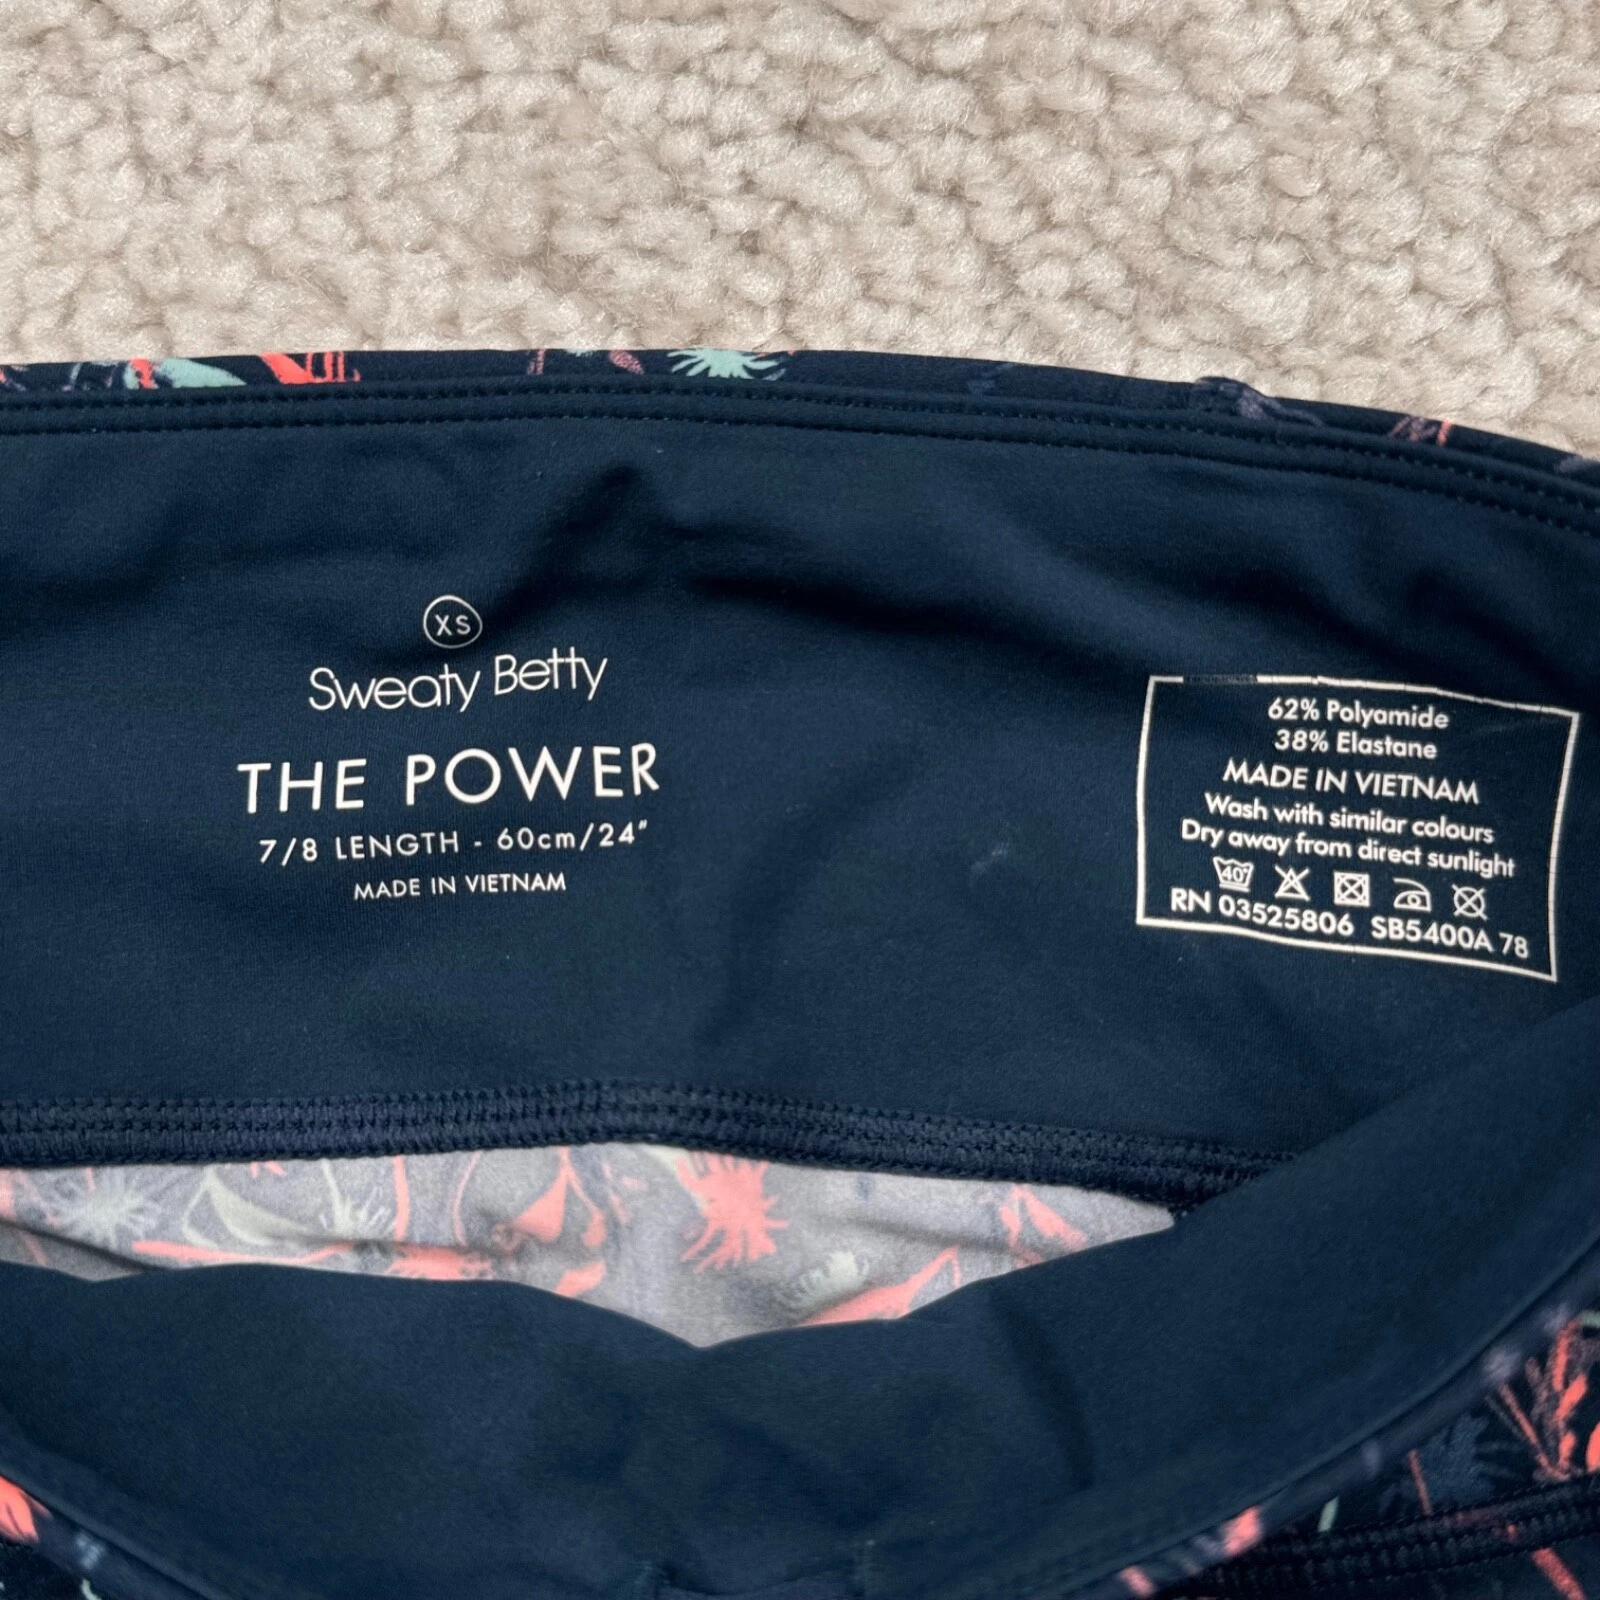 XS
Sweaty Betty
THE POWER
7/8 LENGTH - 60cm/24"
MADE IN VIETNAM
62% Polyamide
38% Elastane
MADE IN VIETNAM
Wash with similar colours
Dry away from direct sunlight
40°
RN 03525806 SB5400A 78